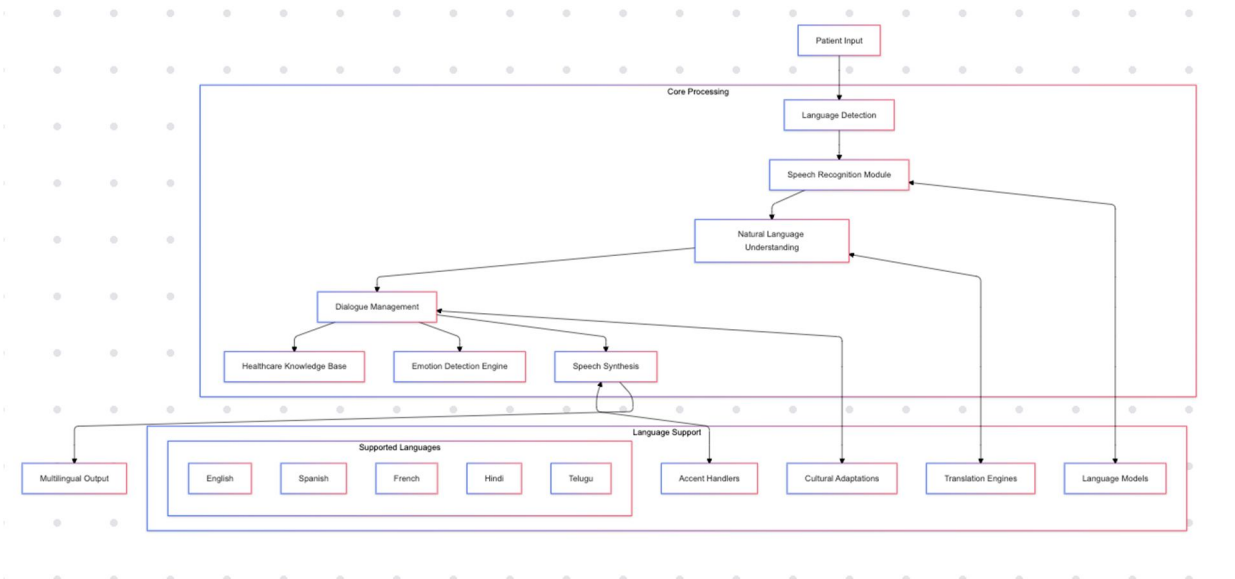 Patient Input
Core Processing
Language Detection
Speech Recognition Module
Natural Language
Understanding
Dialogue Management
Healthcare Knowledge Base
Emotion Detection Engine
Speech Synthesis
Language Support
Supported Languages
Multilingual Output
English
Spanish
French
Hindi
Telugu
Accent Handlers
Cultural Adaptations
Translation Engines
Language Models